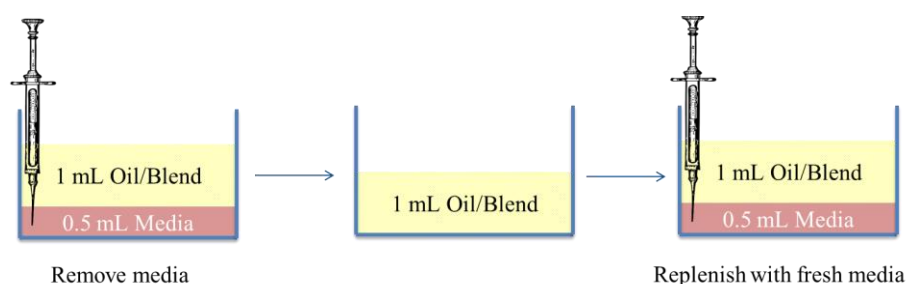 1 mL Oil/Blend
0.5 mL Media
Remove media
1 mL Oil/Blend
1 mL Oil/Blend
0.5 mL Media
Replenish with fresh media